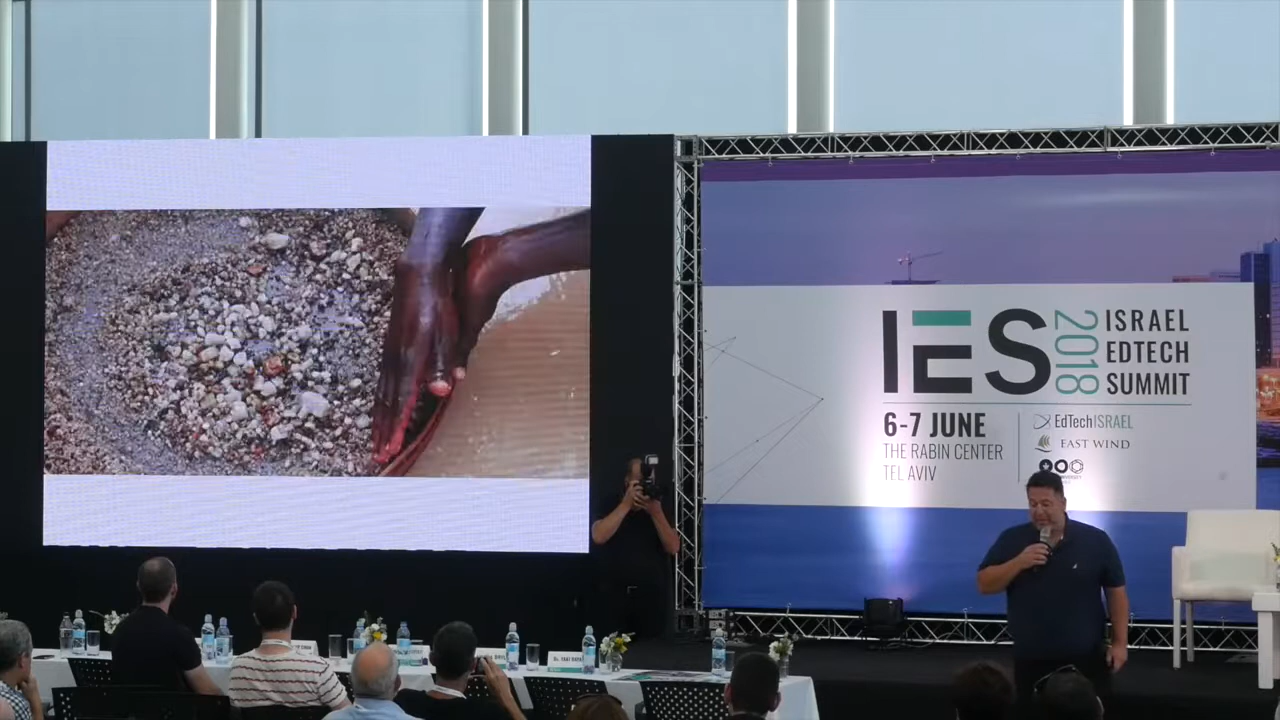 IES
2018
ISRAEL
EDTECH
SUMMIT
6-7 JUNE
THE RABIN CENTER
TEL AVIV
EdTechISRAEL
EAST WIND